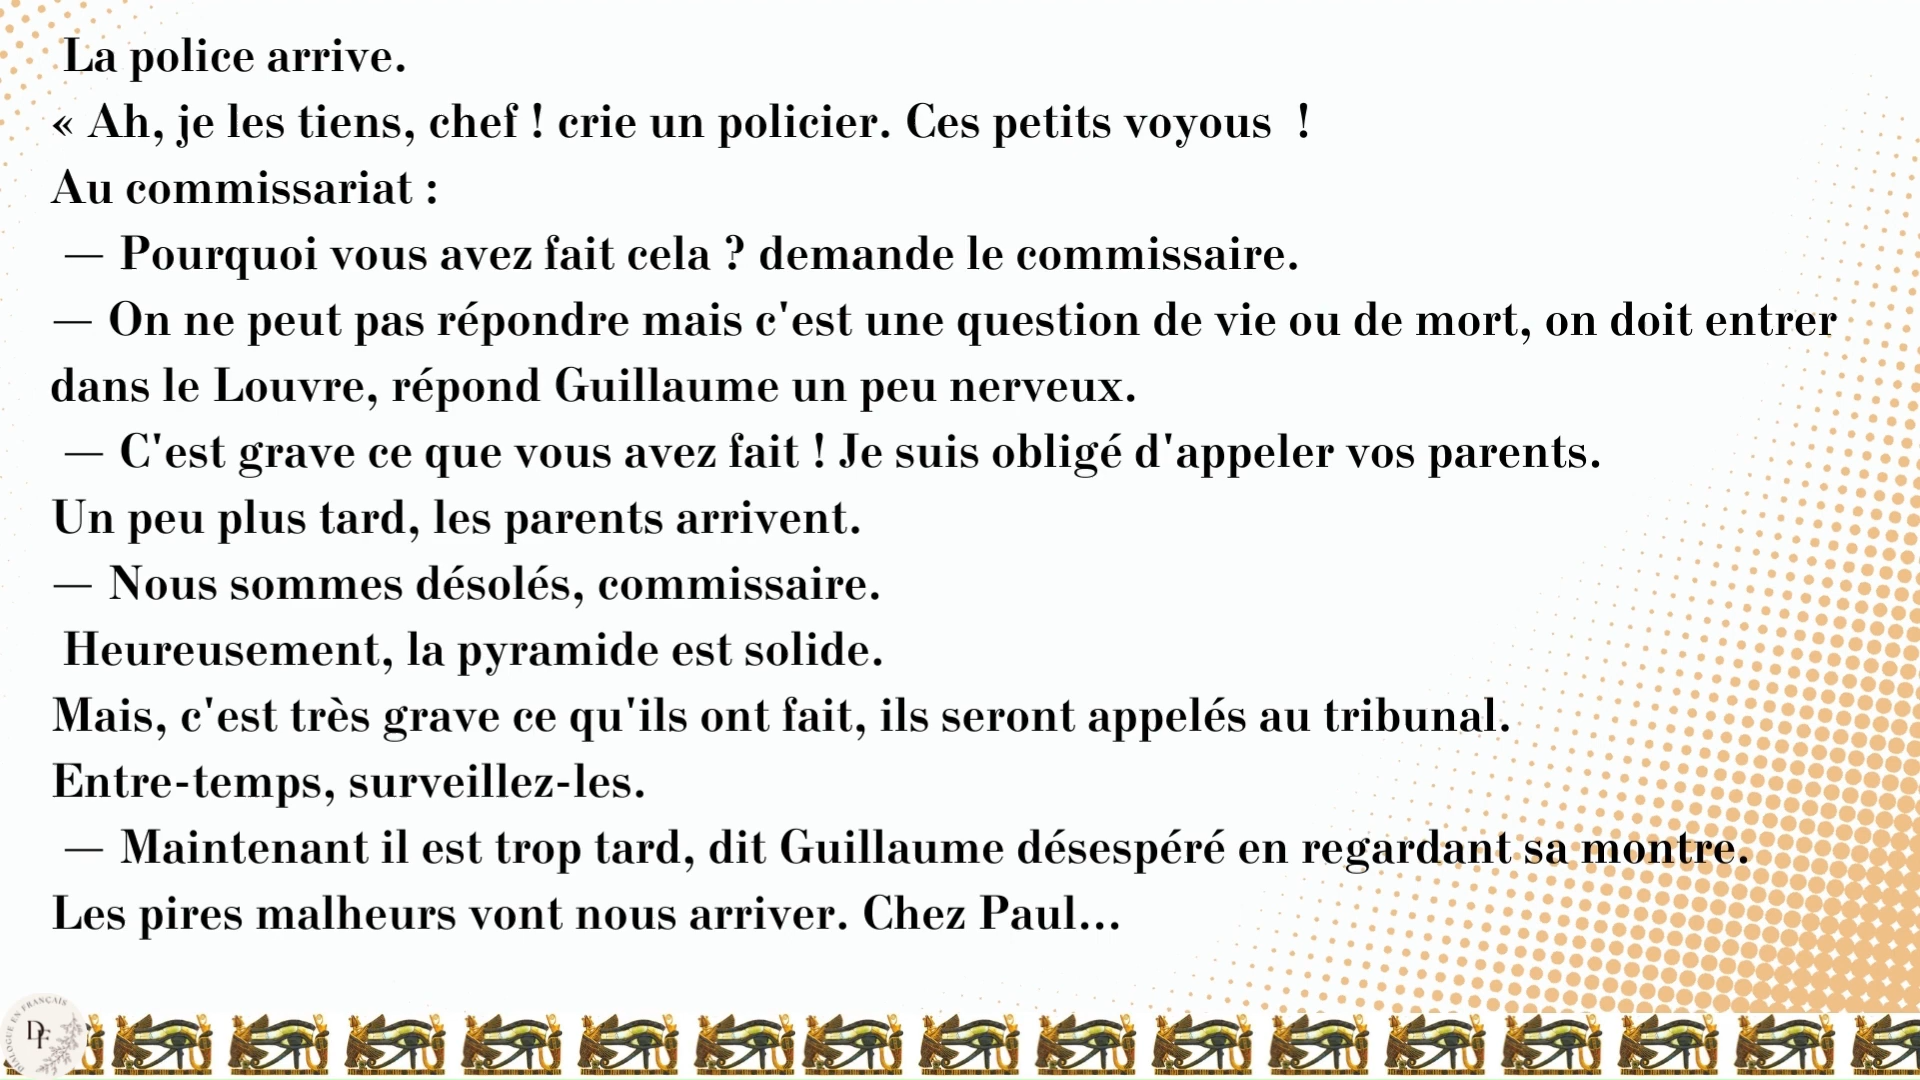 La police arrive.
« Ah, je les tiens, chef ! crie un policier. Ces petits voyous  !
Au commissariat :
— Pourquoi vous avez fait cela ? demande le commissaire.
— On ne peut pas répondre mais c'est une question de vie ou de mort, on doit entrer
dans le Louvre, répond Guillaume un peu nerveux.
— C'est grave ce que vous avez fait ! Je suis obligé d'appeler vos parents.
Un peu plus tard, les parents arrivent.
— Nous sommes désolés, commissaire.
Heureusement, la pyramide est solide.
Mais, c'est très grave ce qu'ils ont fait, ils seront appelés au tribunal.
Entre-temps, surveillez-les.
— Maintenant il est trop tard, dit Guillaume désespéré en regardant sa montre.
Les pires malheurs vont nous arriver. Chez Paul...
DIALOGUE EN FRANÇAIS
DF